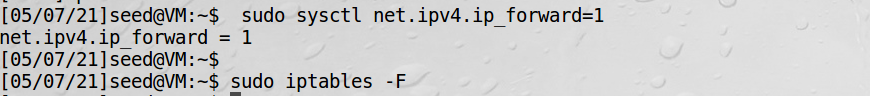 [05/07/21]seed@VM:~$  sudo sysctl net.ipv4.ip_forward=1
net.ipv4.ip_forward = 1
[05/07/21]seed@VM:~$
[05/07/21]seed@VM:~$ sudo iptables -F